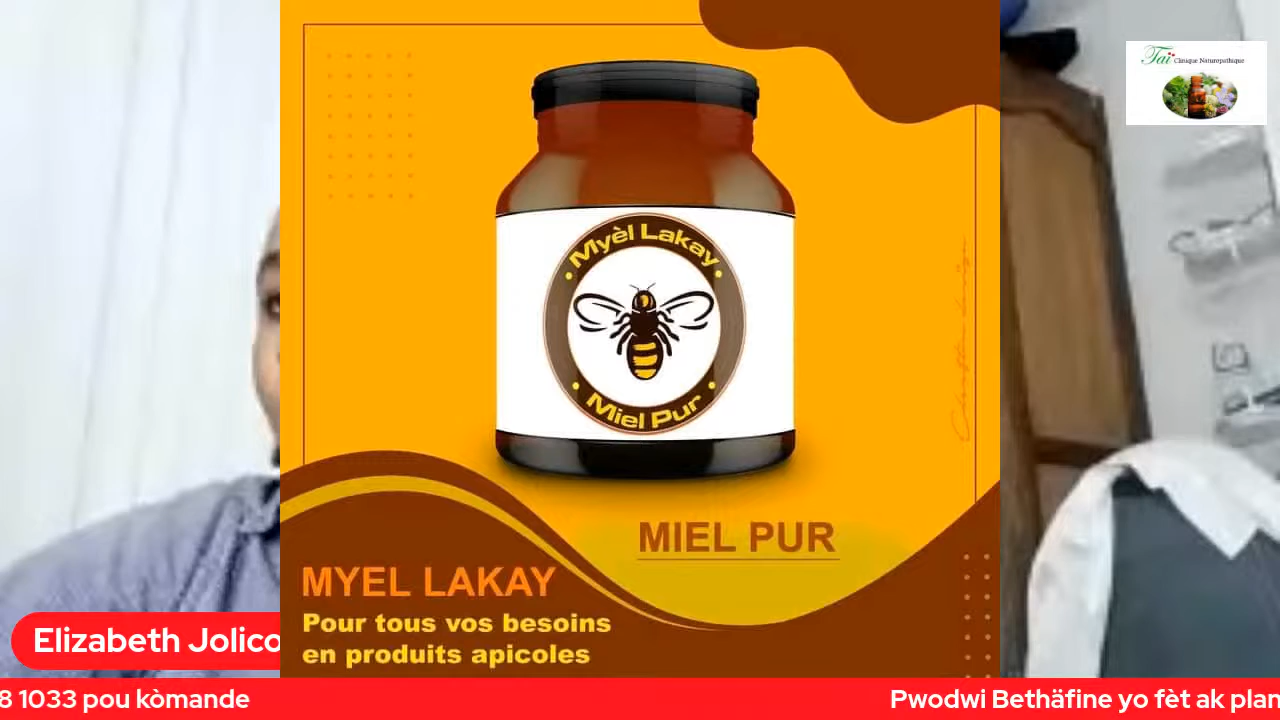 Taï Clinique Naturopathique
Myèl Lakay
Miel Pur
MIEL PUR
MYEL LAKAY
Pour tous vos besoins
en produits apicoles
Elizabeth Jolico
8 1033 pou kòmande
Pwodwi Bethäfine yo fèt ak plan